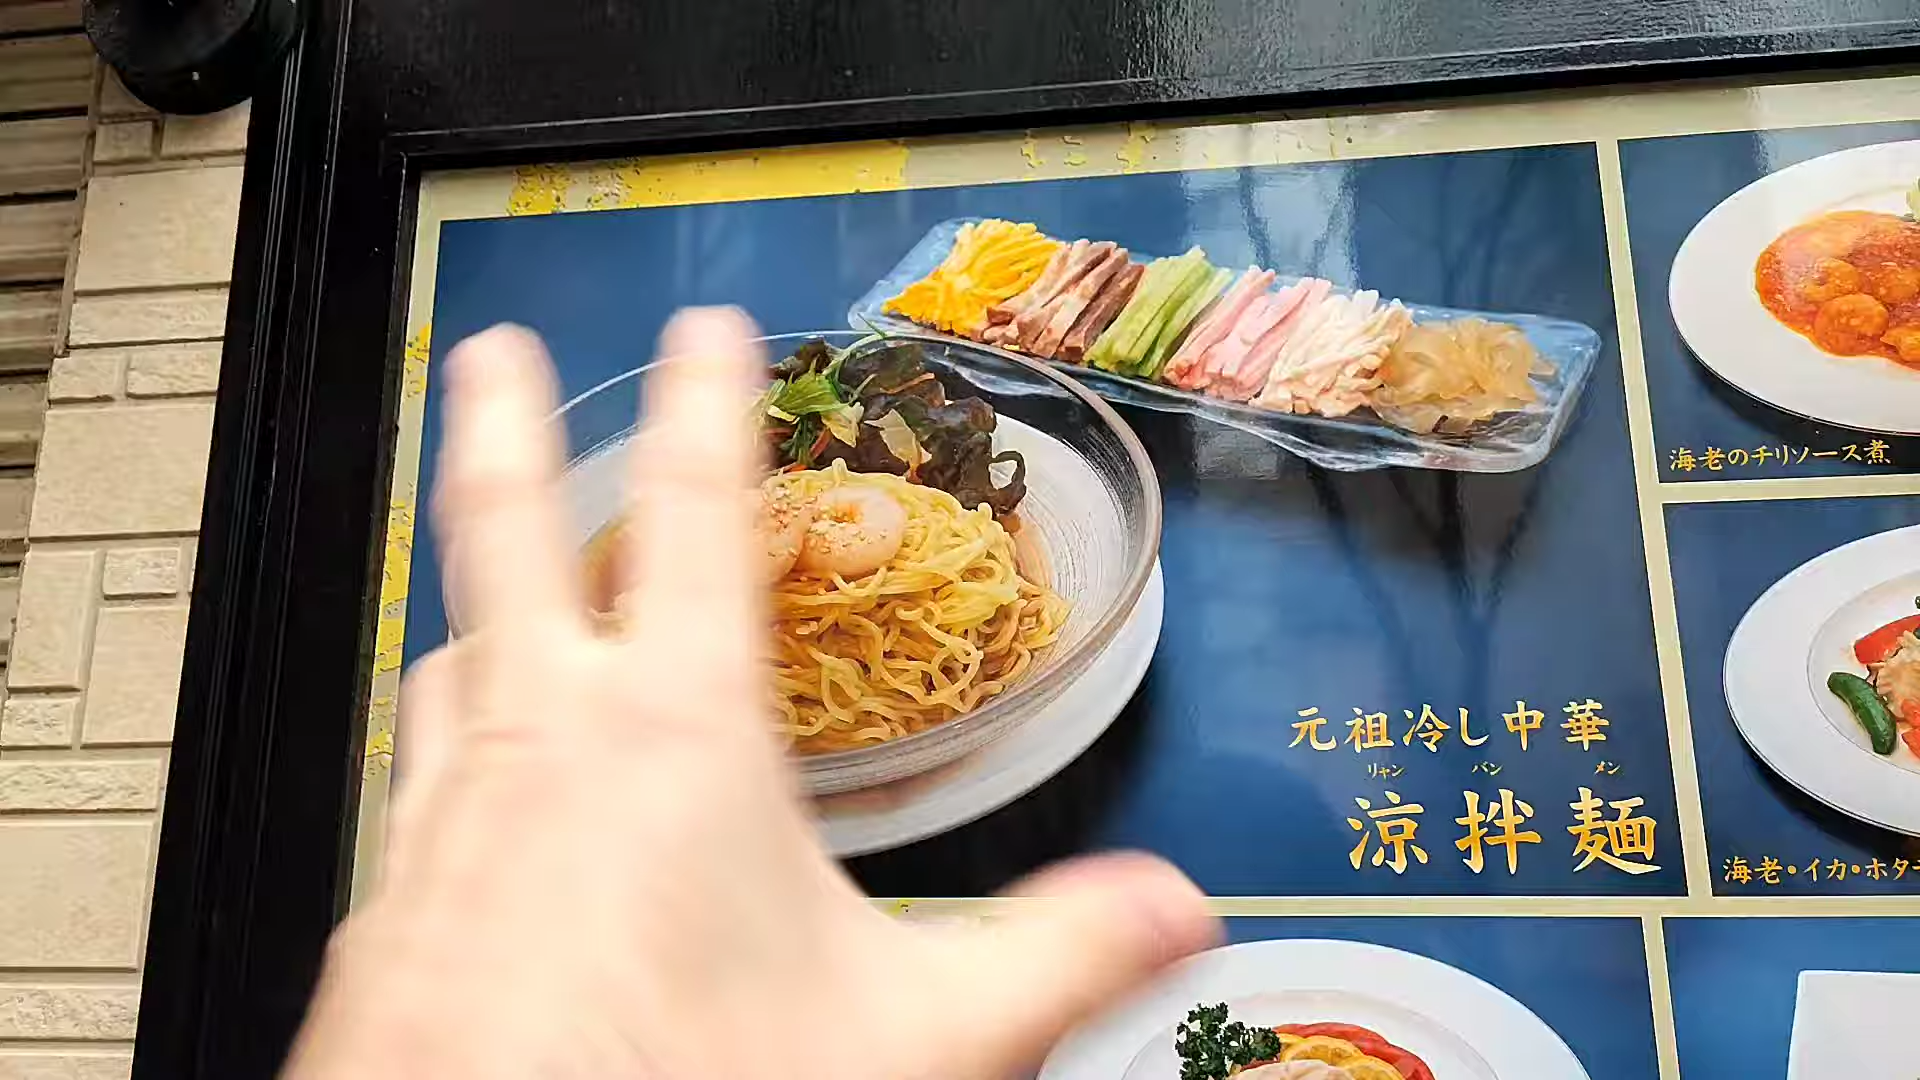 海老のチリソース煮
元祖冷し中華
リャン バン メン
涼拌麺
海老・イカ・ホタテ